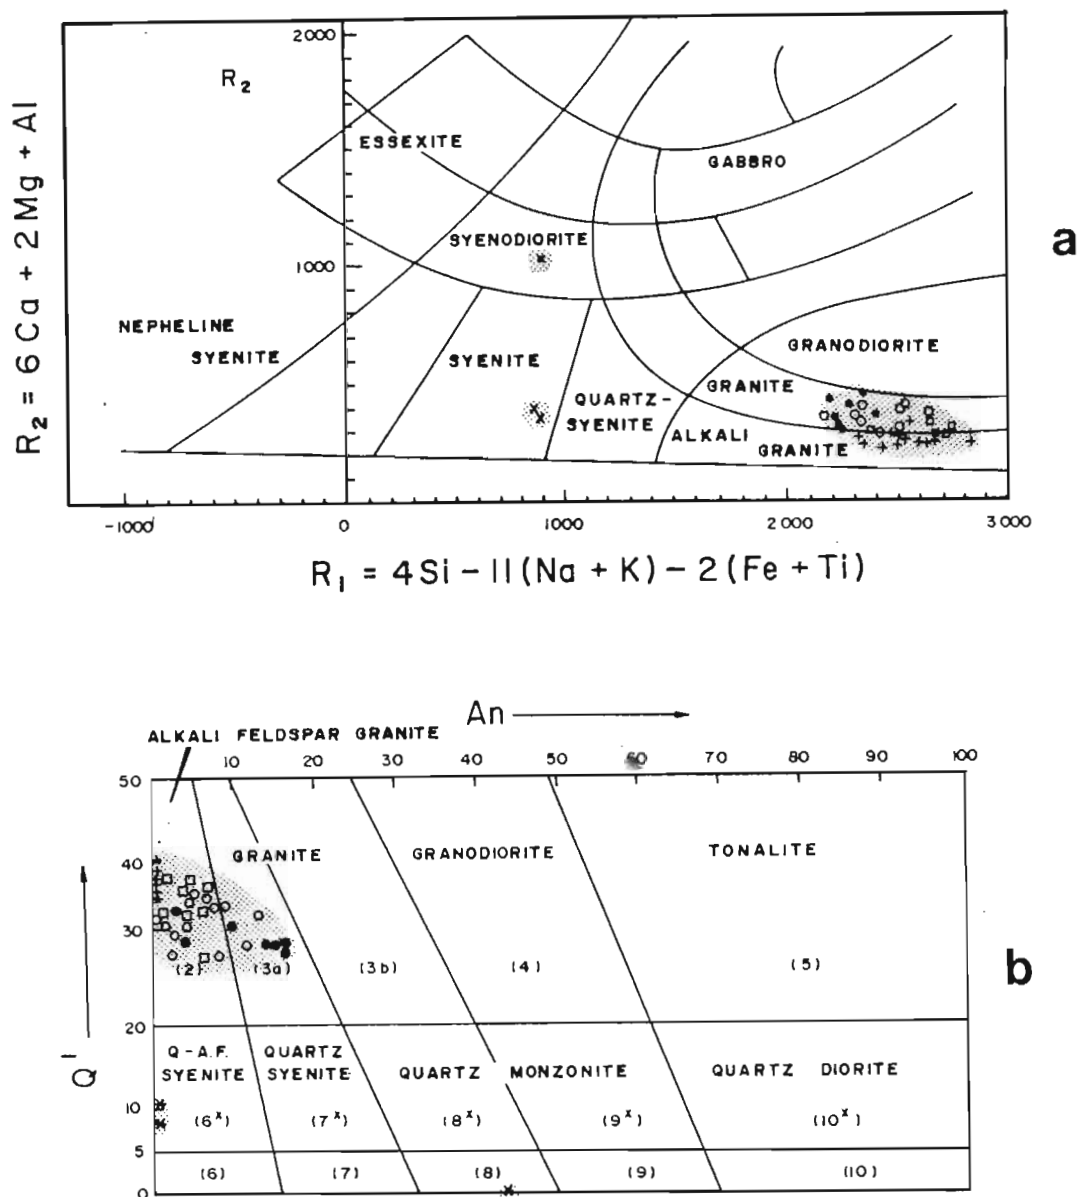 2000
R2
ESSEXITE
GABBRO
SYENODIORITE
a
1000
R2 = 6Ca + 2Mg + Al
NEPHELINE
SYENITE
SYENITE
GRANODIORITE
GRANITE
QUARTZ-
SYENITE
ALKALI
GRANITE
-1000 0 1000 2000 3000
R1 = 4Si - 11(Na + K) - 2(Fe + Ti)
An
ALKALI FELDSPAR GRANITE
10 20 30 40 50 60 70 80 90 100
50
GRANITE GRANODIORITE TONALITE
40
30
(2) (3a) (3b) (4) (5)
b
20
Q'
Q-A.F. SYENITE
QUARTZ SYENITE
QUARTZ MONZONITE
QUARTZ DIORITE
10
(6x) (7x) (8x) (9x) (10x)
5
(6) (7) (8) (9) (10)
0